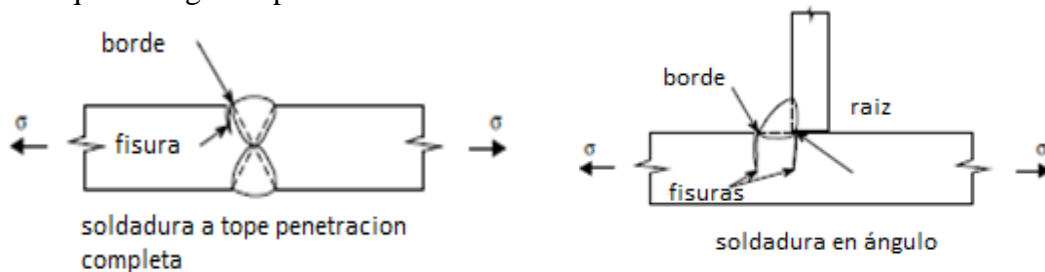 borde
σ
σ
fisura
soldadura a tope penetracion
completa
borde
raiz
σ
σ
fisuras
soldadura en ángulo